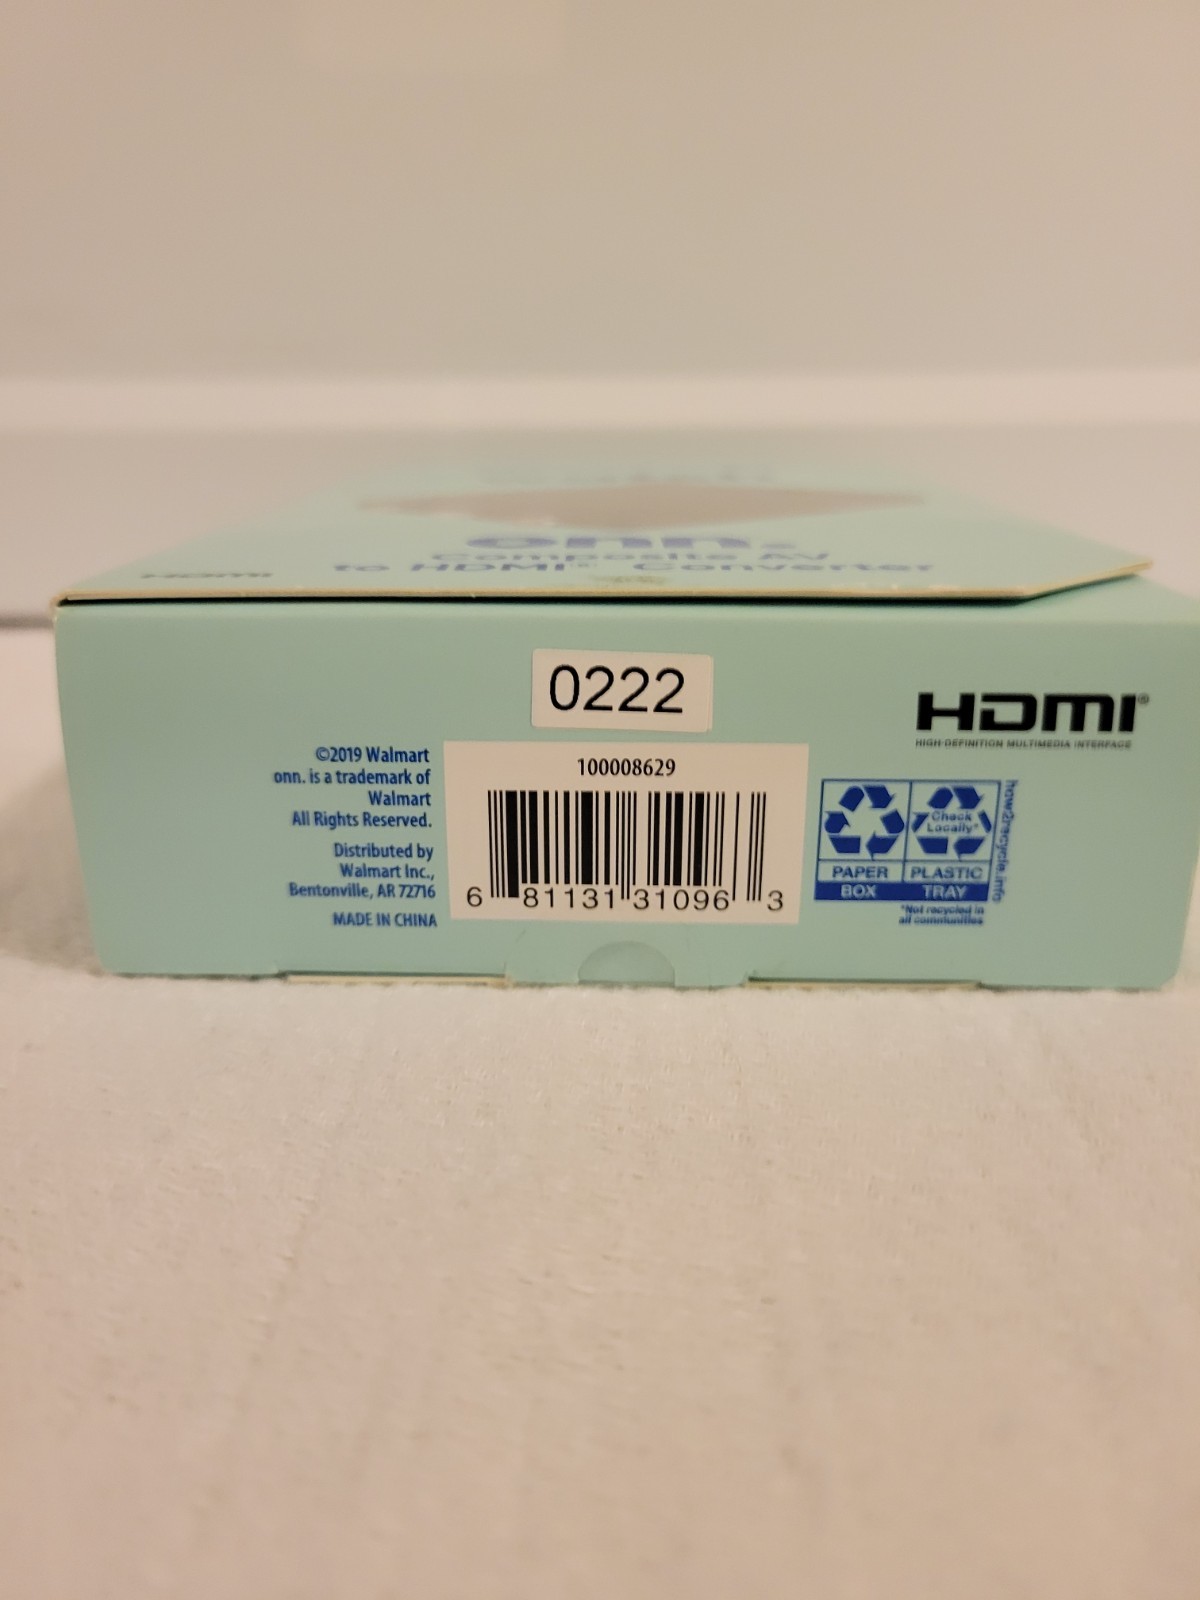 onn.
Composite AV
to HDMI® Converter
HDMI
0222
HDMI®
HIGH-DEFINITION MULTIMEDIA INTERFACE
©2019 Walmart
onn. is a trademark of
Walmart
All Rights Reserved.
Distributed by
Walmart Inc.,
Bentonville, AR 72716
MADE IN CHINA
100008629
6 81131 31096 3
Check
Locally*
PAPER PLASTIC
BOX TRAY
*Not recycled in
all communities
how2recycle.info